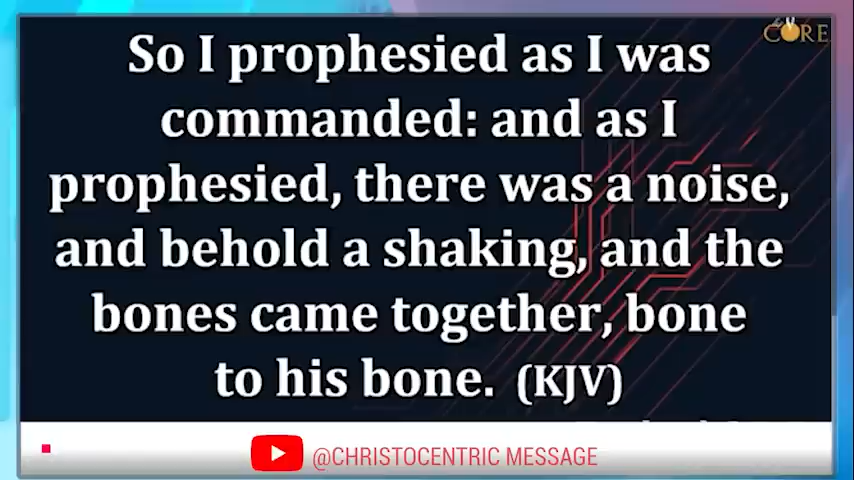 CORE
So I prophesied as I was
commanded: and as I
prophesied, there was a noise,
and behold a shaking, and the
bones came together, bone
to his bone. (KJV)
@CHRISTOCENTRIC MESSAGE